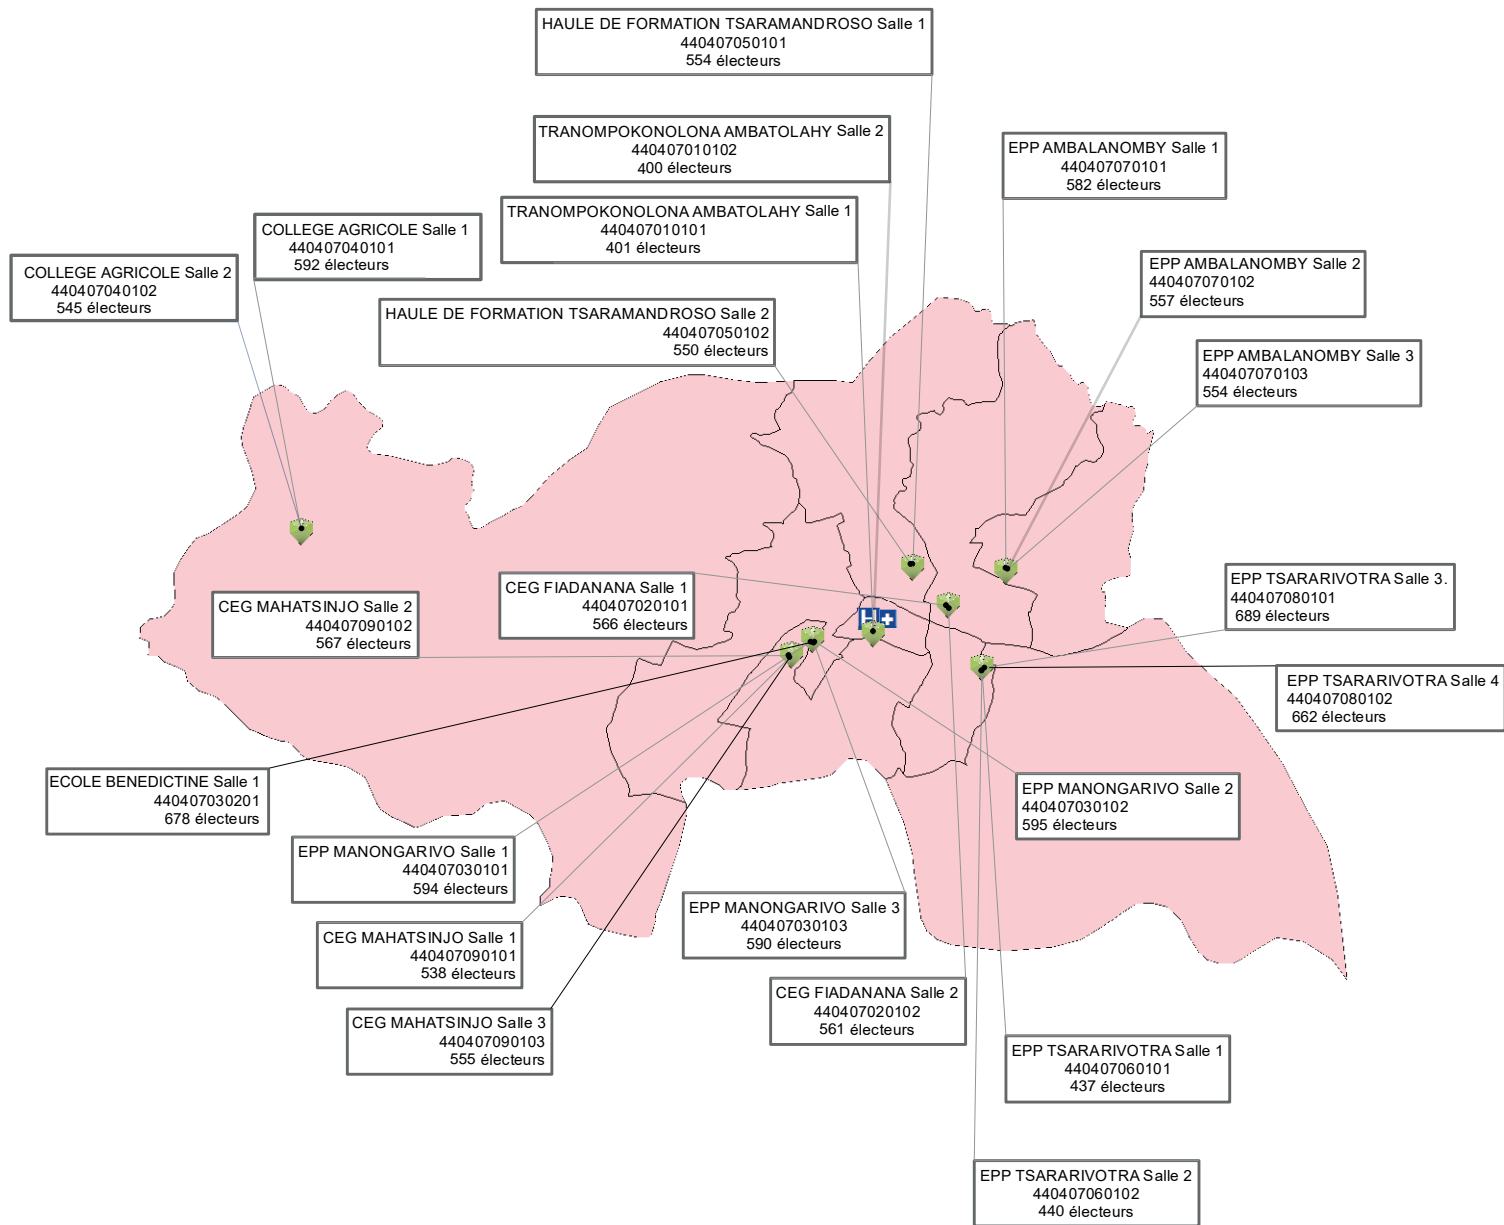 HAULE DE FORMATION TSARAMANDROSO Salle 1
440407050101
554 électeurs
TRANOMPOKONOLONA AMBATOLAHY Salle 2
440407010102
400 électeurs
EPP AMBALANOMBY Salle 1
440407070101
582 électeurs
TRANOMPOKONOLONA AMBATOLAHY Salle 1
440407010101
401 électeurs
COLLEGE AGRICOLE Salle 1
440407040101
592 électeurs
COLLEGE AGRICOLE Salle 2
440407040102
545 électeurs
EPP AMBALANOMBY Salle 2
440407070102
557 électeurs
HAULE DE FORMATION TSARAMANDROSO Salle 2
440407050102
550 électeurs
EPP AMBALANOMBY Salle 3
440407070103
554 électeurs
CEG FIADANANA Salle 1
440407020101
566 électeurs
EPP TSARARIVOTRA Salle 3.
440407080101
689 électeurs
CEG MAHATSINJO Salle 2
440407090102
567 électeurs
H
EPP TSARARIVOTRA Salle 4
440407080102
662 électeurs
ECOLE BENEDICTINE Salle 1
440407030201
678 électeurs
EPP MANONGARIVO Salle 2
440407030102
595 électeurs
EPP MANONGARIVO Salle 1
440407030101
594 électeurs
EPP MANONGARIVO Salle 3
440407030103
590 électeurs
CEG MAHATSINJO Salle 1
440407090101
538 électeurs
CEG FIADANANA Salle 2
440407020102
561 électeurs
CEG MAHATSINJO Salle 3
440407090103
555 électeurs
EPP TSARARIVOTRA Salle 1
440407060101
437 électeurs
EPP TSARARIVOTRA Salle 2
440407060102
440 électeurs